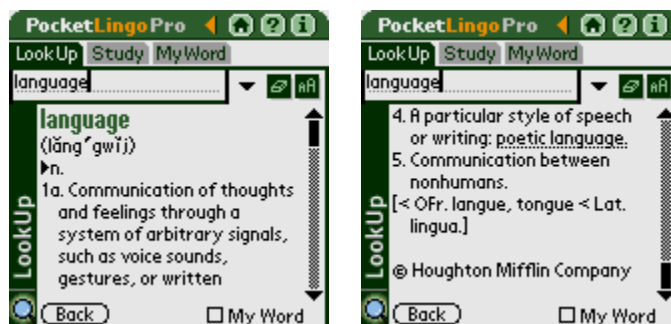 PocketLingoPro
LookUp Study MyWord
language
language
(lăng´gwĭj)
n.
1a. Communication of thoughts
and feelings through a
system of arbitrary signals,
such as voice sounds,
gestures, or written
LookUp
Back My Word
PocketLingoPro
LookUp Study MyWord
language
4. A particular style of speech
or writing: poetic language.
5. Communication between
nonhumans.
[< OFr. langue, tongue < Lat.
lingua.]
© Houghton Mifflin Company
LookUp
Back My Word